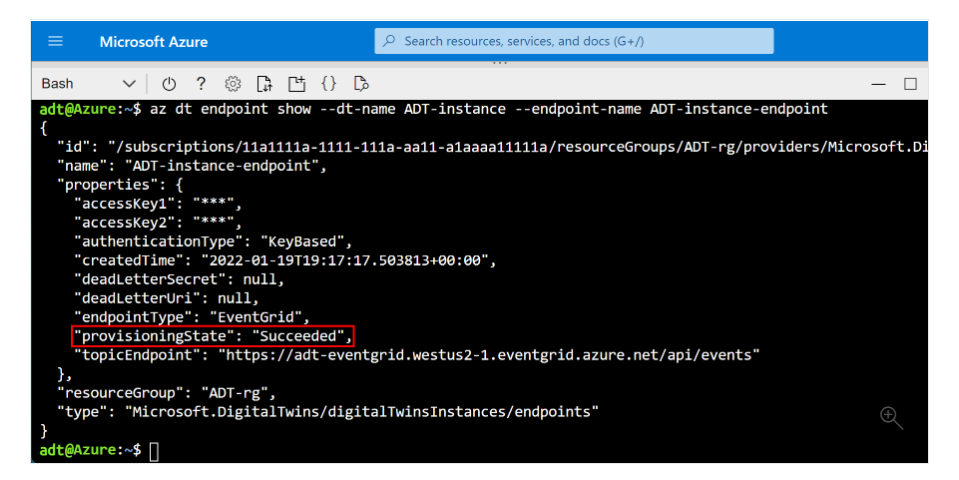 Microsoft Azure
Search resources, services, and docs (G+/)
Bash
adt@Azure:~$ az dt endpoint show --dt-name ADT-instance --endpoint-name ADT-instance-endpoint
{
  "id": "/subscriptions/11a1111a-1111-111a-aa11-a1aaaa11111a/resourceGroups/ADT-rg/providers/Microsoft.Di
  "name": "ADT-instance-endpoint",
  "properties": {
    "accessKey1": "***",
    "accessKey2": "***",
    "authenticationType": "KeyBased",
    "createdTime": "2022-01-19T19:17:17.503813+00:00",
    "deadLetterSecret": null,
    "deadLetterUri": null,
    "endpointType": "EventGrid",
    "provisioningState": "Succeeded",
    "topicEndpoint": "https://adt-eventgrid.westus2-1.eventgrid.azure.net/api/events"
  },
  "resourceGroup": "ADT-rg",
  "type": "Microsoft.DigitalTwins/digitalTwinsInstances/endpoints"
}
adt@Azure:~$